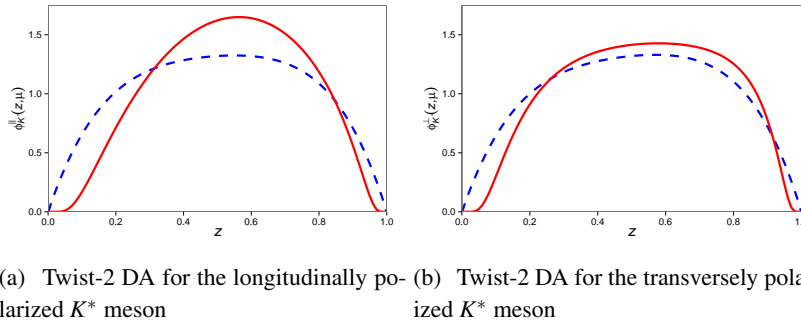 1.5
1.0
0.5
0.0
ϕ∥K*(z,μ)
0.0 0.2 0.4 0.6 0.8 1.0
z
1.5
1.0
0.5
0.0
ϕ⊥K*(z,μ)
0.0 0.2 0.4 0.6 0.8 1.
z
(a) Twist-2 DA for the longitudinally po-
larized K* meson
(b) Twist-2 DA for the transversely pola
ized K* meson